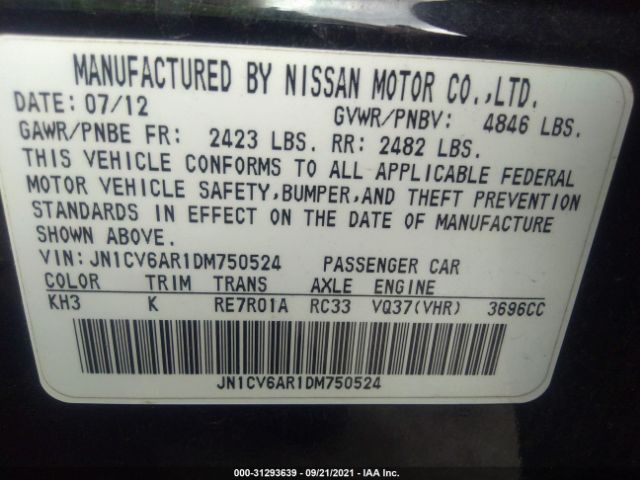 MANUFACTURED BY NISSAN MOTOR CO.,LTD.
DATE: 07/12 GVWR/PNBV: 4846 LBS.
GAWR/PNBE FR: 2423 LBS. RR: 2482 LBS.
THIS VEHICLE CONFORMS TO ALL APPLICABLE FEDERAL
MOTOR VEHICLE SAFETY,BUMPER,AND THEFT PREVENTION
STANDARDS IN EFFECT ON THE DATE OF MANUFACTURE
SHOWN ABOVE.
VIN:JN1CV6AR1DM750524 PASSENGER CAR
COLOR TRIM TRANS AXLE ENGINE
KH3 K RE7R01A RC33 VQ37(VHR) 3696CC
JN1CV6AR1DM750524
000-31293639 - 09/21/2021 - IAA Inc.